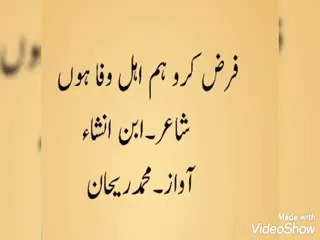 فرض کرو ہم اہل وفا ہوں
شاعر۔ابن انشاء
آواز۔محمد ریحان
Made with
VideoShow